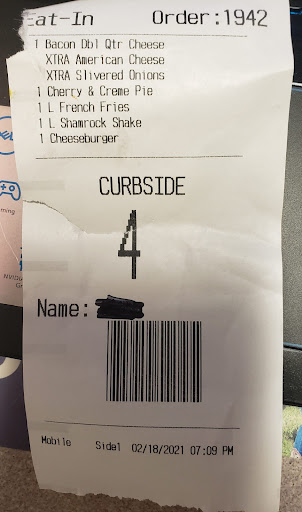 Eat-In Order:1942
1 Bacon Dbl Qtr Cheese
XTRA American Cheese
XTRA Slivered Onions
1 Cherry & Creme Pie
1 L French Fries
1 L Shamrock Shake
1 Cheeseburger
CURBSIDE
4
Name:
Mobile Side1 02/18/2021 07:09 PM